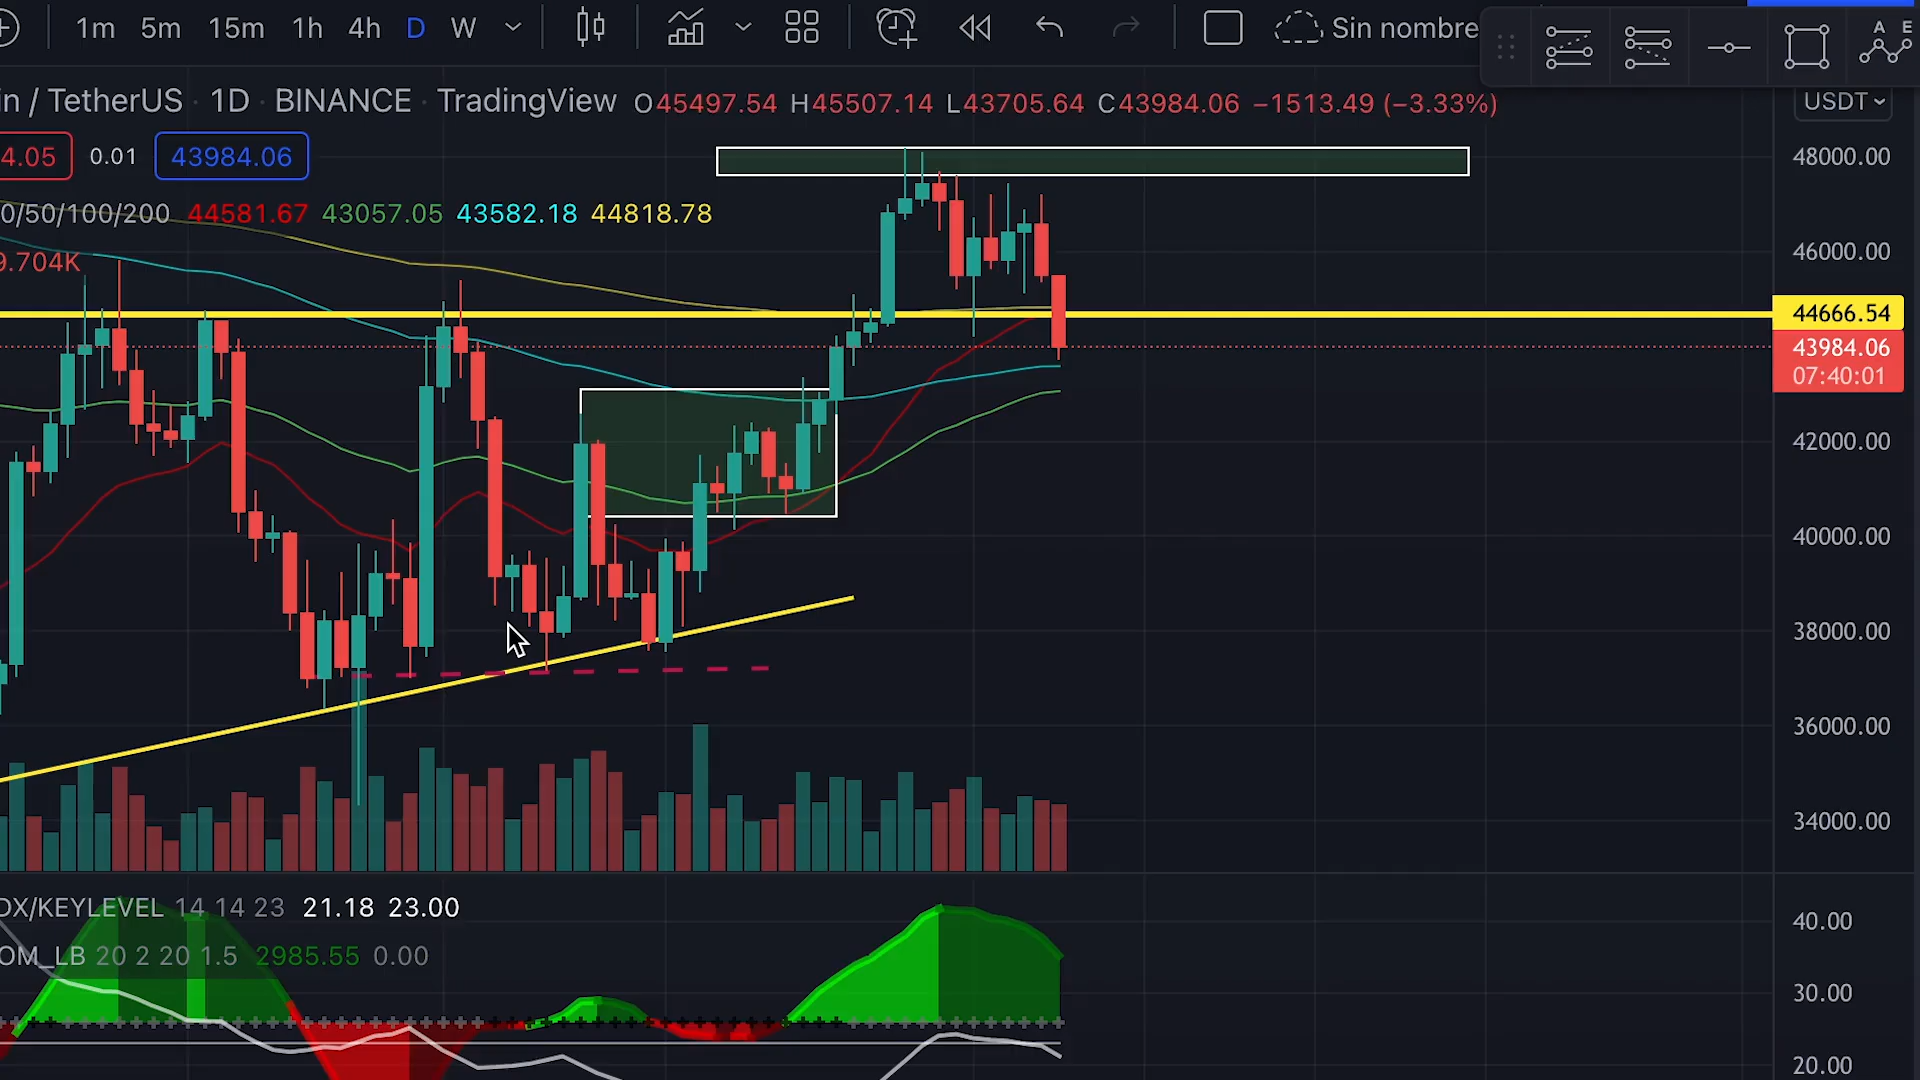 1m 5m 15m 1h 4h D W Sin nombre
A E
in / TetherUS · 1D · BINANCE · TradingView O45497.54 H45507.14 L43705.64 C43984.06 −1513.49 (−3.33%)
USDT
4.05 0.01 43984.06
0/50/100/200 44581.67 43057.05 43582.18 44818.78
9.704K
48000.00
46000.00
44666.54
43984.06
07:40:01
42000.00
40000.00
38000.00
36000.00
34000.00
DX/KEYLEVEL 14 14 23 21.18 23.00
OM_LB 20 2 20 1.5 2985.55 0.00
40.00
30.00
20.00